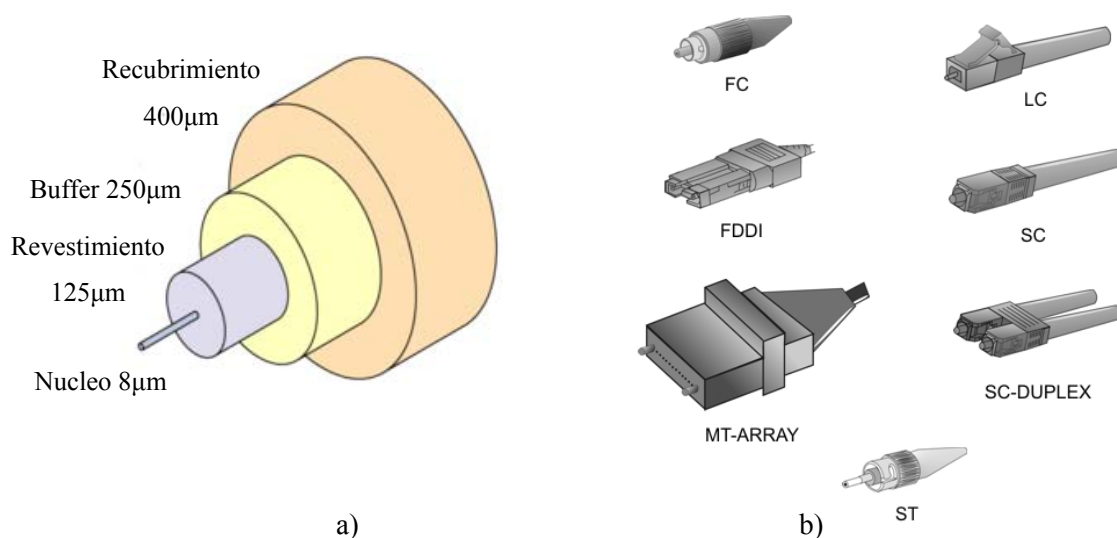 Recubrimiento
400μm
Buffer 250μm
Revestimiento
125μm
Nucleo 8μm
a)
FC
LC
FDDI
SC
MT-ARRAY
SC-DUPLEX
ST
b)